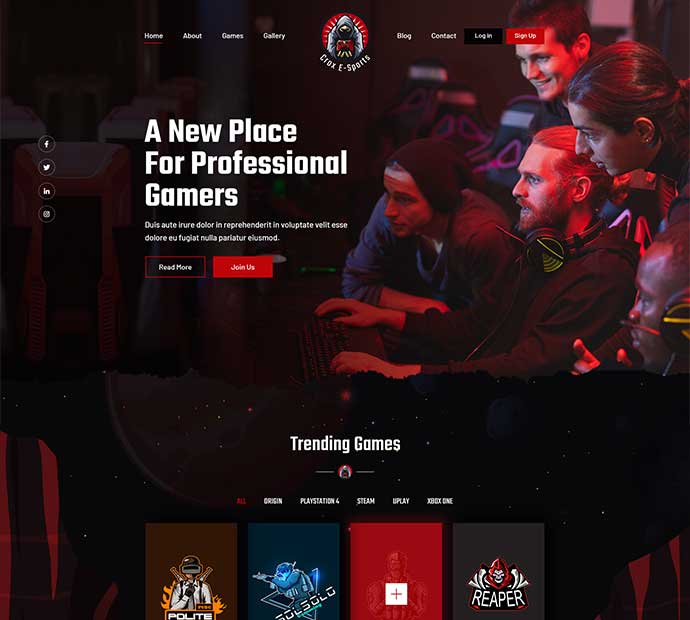 Home
About
Games
Gallery
Crox E-Sports
Blog
Contact
Log in
Sign Up
A New Place
For Professional
Gamers
Duis aute irure dolor in reprehenderit in voluptate velit esse
dolore eu fugiat nulla pariatur eiusmod.
Read More
Join Us
Trending Games
ALL
ORIGIN
PLAYSTATION 4
STEAM
UPLAY
XBOX ONE
PUBG
POLITE
SOLSOLO
REAPER